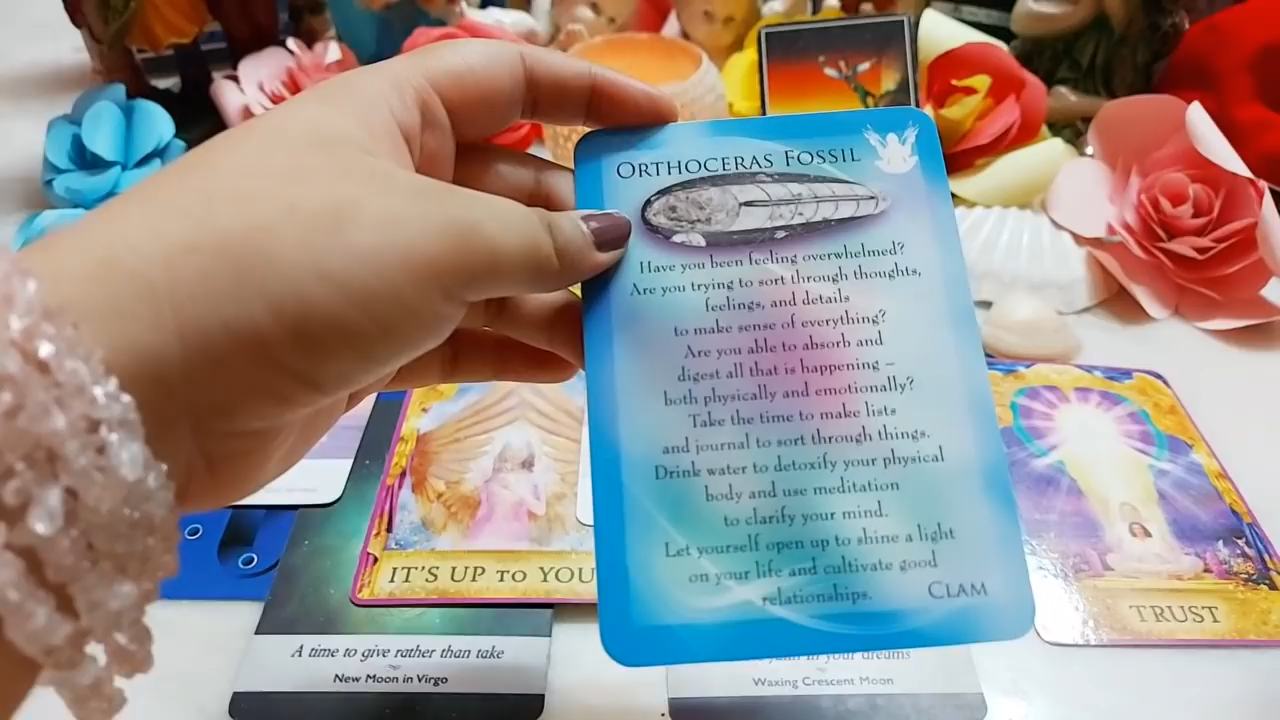 ORTHOCERAS FOSSIL
Have you been feeling overwhelmed?
Are you trying to sort through thoughts,
feelings, and details
to make sense of everything?
Are you able to absorb and
digest all that is happening –
both physically and emotionally?
Take the time to make lists
and journal to sort through things.
Drink water to detoxify your physical
body and use meditation
to clarify your mind.
Let yourself open up to shine a light
on your life and cultivate good
relationships.
CLAM
IT'S UP to YOU
TRUST
A time to give rather than take
New Moon in Virgo
in your dreams
Waxing Crescent Moon